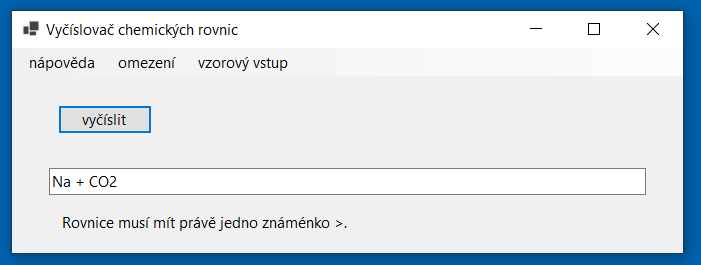 Vyčíslovač chemických rovnic
nápověda omezení vzorový vstup
vyčíslit
Na + CO2
Rovnice musí mít právě jedno znaménko >.